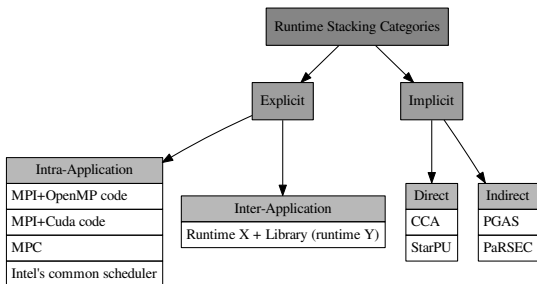 Runtime Stacking Categories
Explicit
Implicit
Intra-Application
MPI+OpenMP code
MPI+Cuda code
MPC
Intel's common scheduler
Inter-Application
Runtime X + Library (runtime Y)
Direct
CCA
StarPU
Indirect
PGAS
PaRSEC